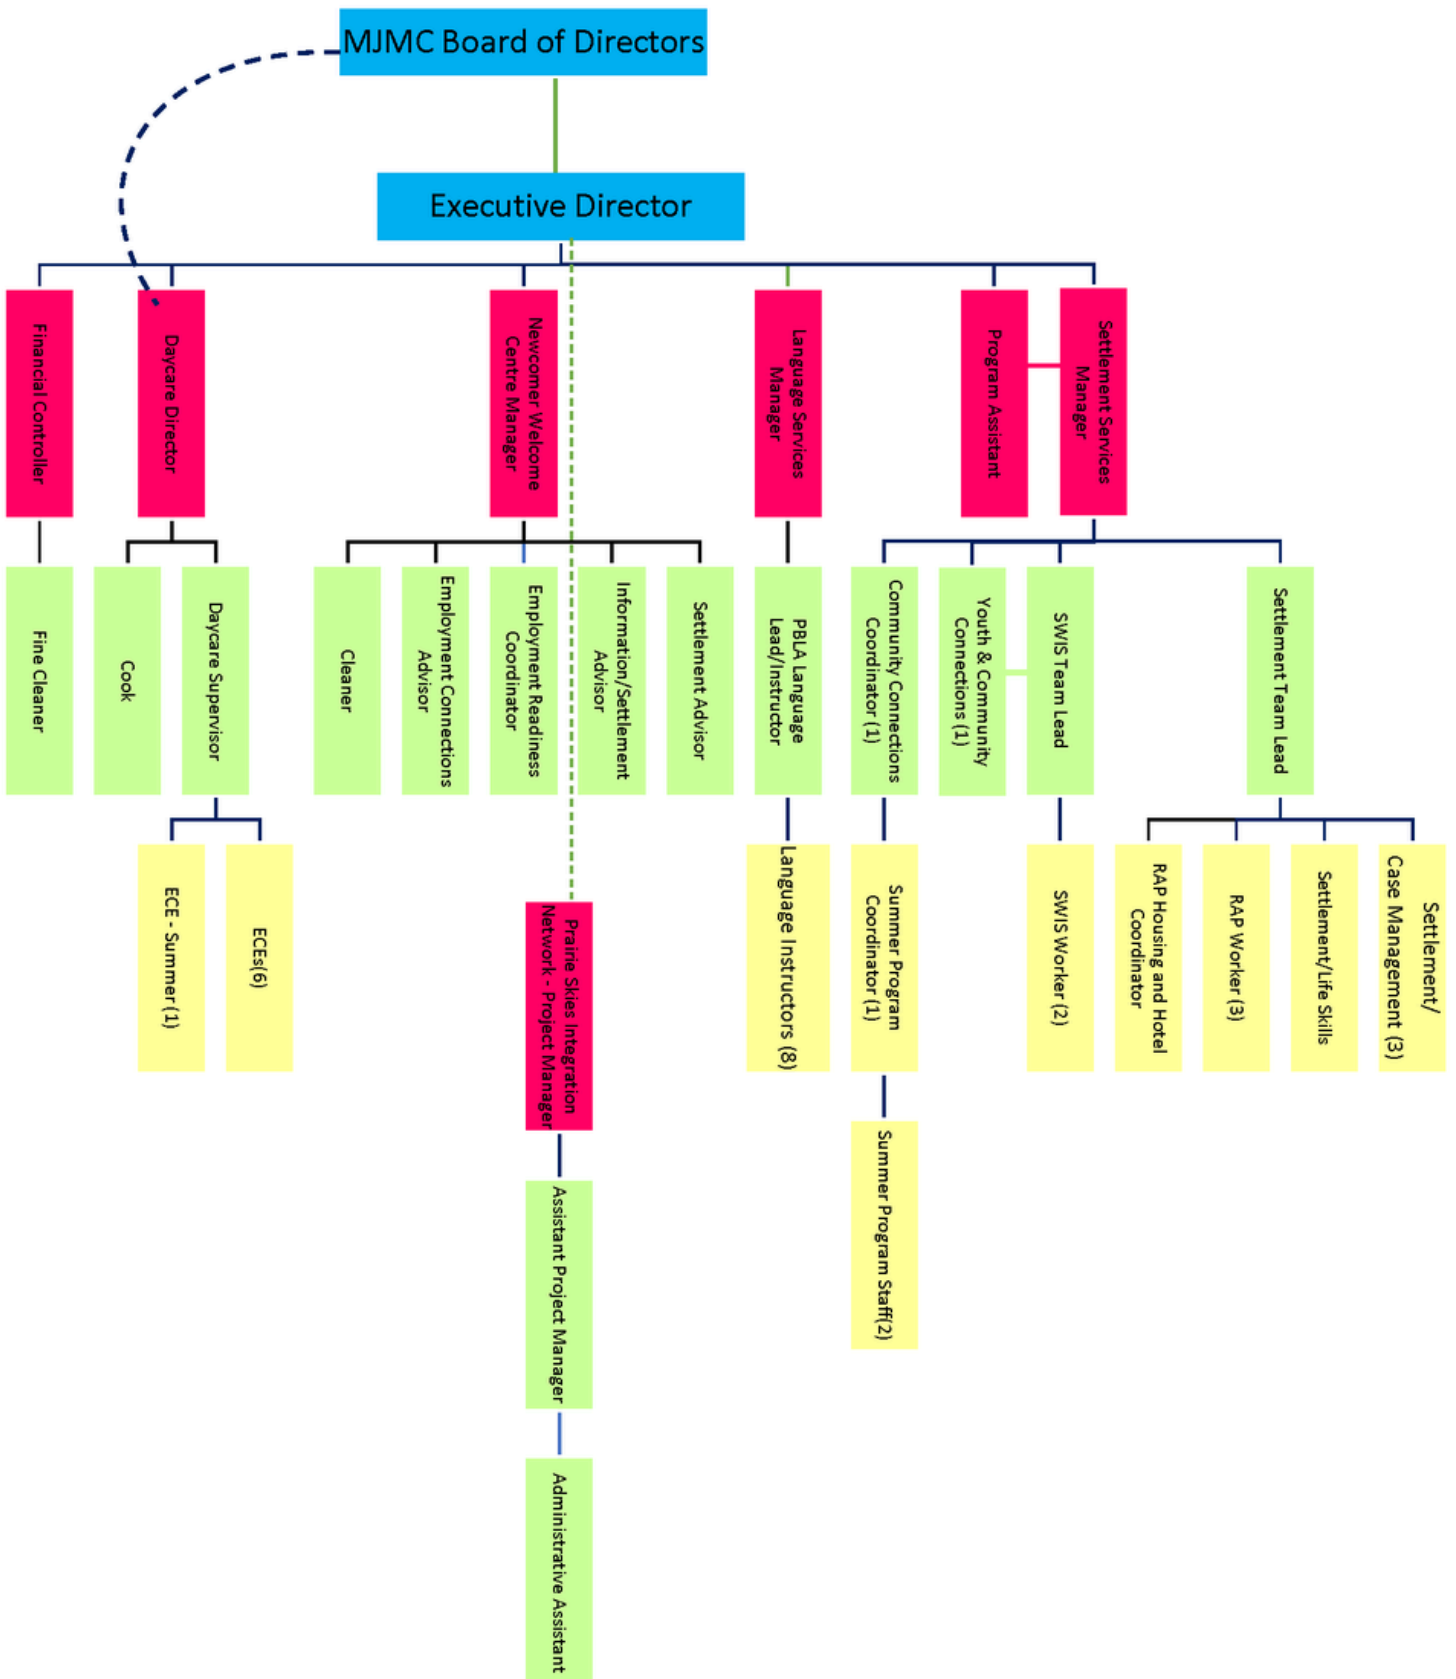 MJMC Board of Directors
Executive Director
Financial Controller
Daycare Director
Newcomer Welcome
Centre Manager
Language Services
Manager
Program Assistant
Settlement Services
Manager
Fine Cleaner
Cook
Daycare Supervisor
Cleaner
Employment Connections
Advisor
Employment Readiness
Coordinator
Information/Settlement
Advisor
Settlement Advisor
PBLA Language
Lead/Instructor
Community Connections
Coordinator (1)
Youth & Community
Connections (1)
SWIS Team Lead
Settlement Team Lead
ECE - Summer (1)
ECEs(6)
Prairie Skies Integration
Network - Project Manager
Language Instructors (8)
Summer Program
Coordinator (1)
SWIS Worker (2)
RAP Housing and Hotel
Coordinator
RAP Worker (3)
Settlement/Life Skills
Settlement/
Case Management (3)
Assistant Project Manager
Summer Program Staff(2)
Administrative Assistant